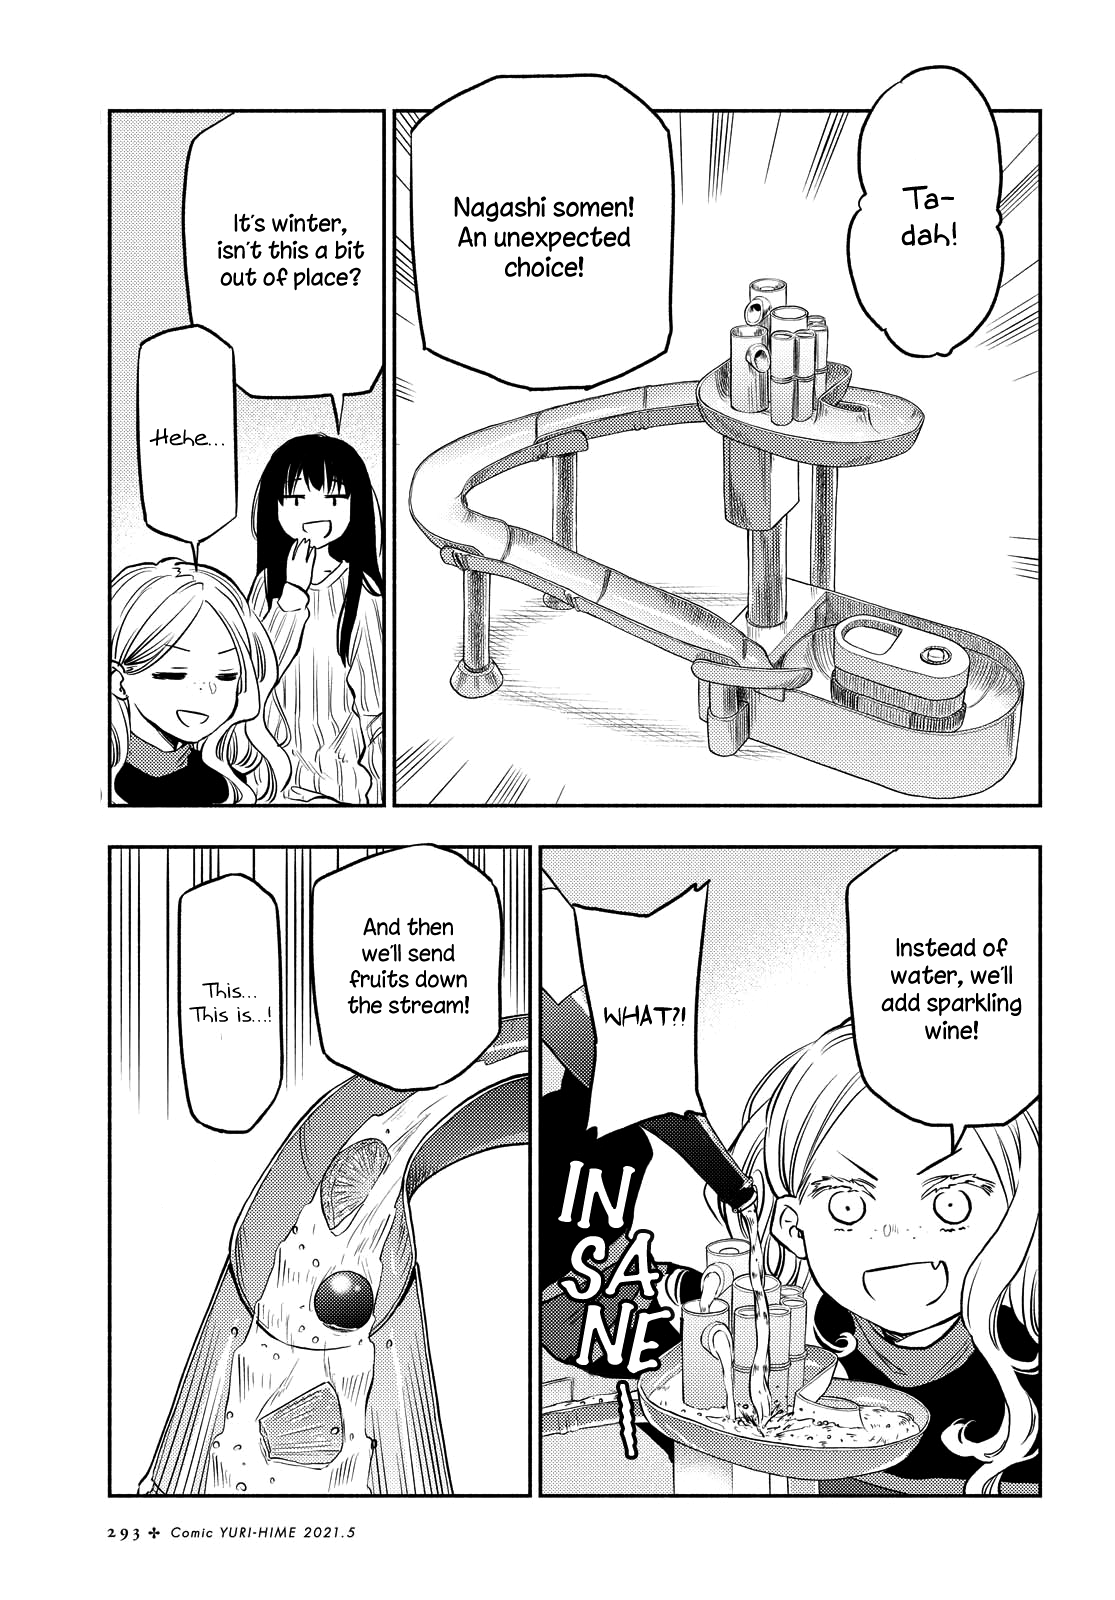 Ta-
dah!
Nagashi somen!
An unexpected
choice!
It's winter,
isn't this a bit
out of place?
Hehe...
Instead of
water, we'll
add sparkling
wine!
WHAT?!
IN
SA
NE
!
And then
we'll send
fruits down
the stream!
This...
This is...!
293 ✣ Comic YURI-HIME 2021.5